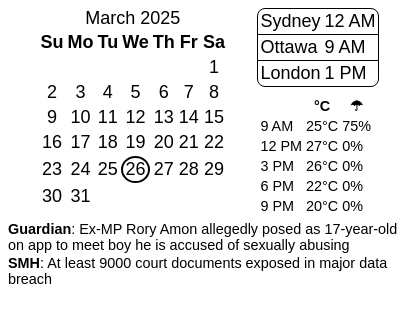 March 2025
Su Mo Tu We Th Fr Sa
1
2 3 4 5 6 7 8
9 10 11 12 13 14 15
16 17 18 19 20 21 22
23 24 25 26 27 28 29
30 31
Sydney 12 AM
Ottawa 9 AM
London 1 PM
°C ☂
9 AM 25°C 75%
12 PM 27°C 0%
3 PM 26°C 0%
6 PM 22°C 0%
9 PM 20°C 0%
Guardian: Ex-MP Rory Amon allegedly posed as 17-year-old
on app to meet boy he is accused of sexually abusing
SMH: At least 9000 court documents exposed in major data
breach